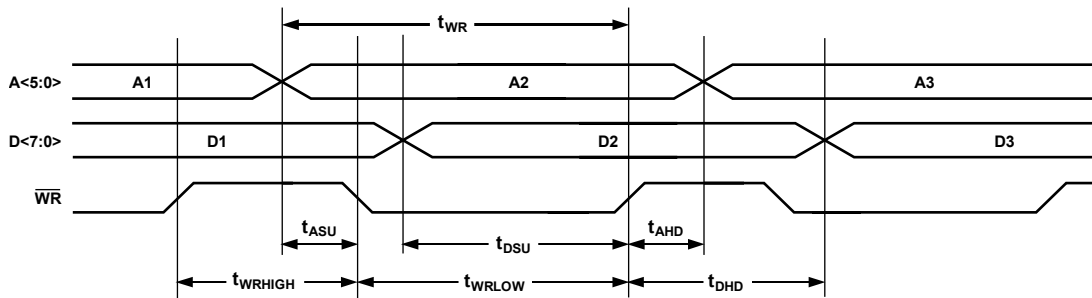 tWR
A<5:0> A1 A2 A3
D<7:0> D1 D2 D3
WR
tASU tAHD
tDSU
tWRHIGH tWRLOW tDHD